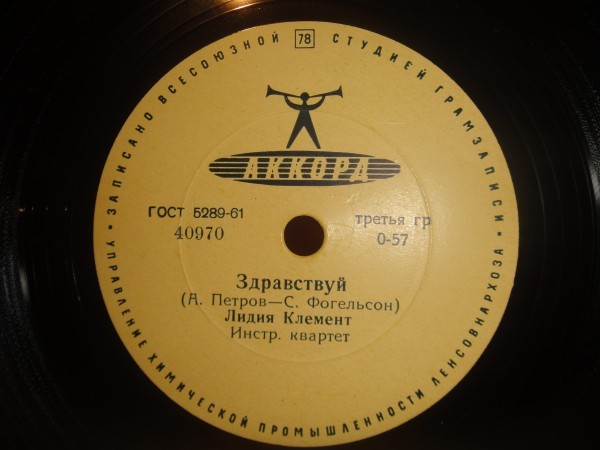 ЗАПИСАНО ВСЕСОЮЗНОЙ 78 СТУДИЕЙ ГРАМЗАПИСИ
АККОРД
ГОСТ 5289-61
40970
третья гр
0-57
Здравствуй
(А. Петров—С. Фогельсон)
Лидия Клемент
Инстр. квартет
УПРАВЛЕНИЕ ХИМИЧЕСКОЙ ПРОМЫШЛЕННОСТИ ЛЕНСОВНАРХОЗА